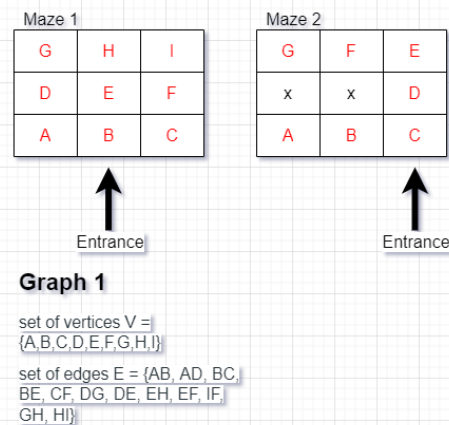 Maze 1
Maze 2
G H I
G F E
D E F
x x D
A B C
A B C
Entrance
Entrance
Graph 1
set of vertices V =
{A,B,C,D,E,F,G,H,I}
set of edges E = {AB, AD, BC,
BE, CF, DG, DE, EH, EF, IF,
GH, HI}